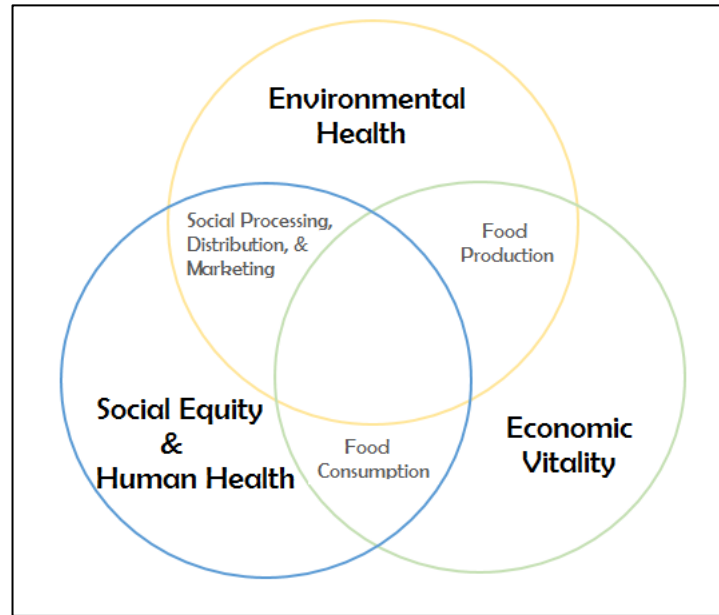 Environmental
Health
Social Processing,
Distribution, &
Marketing
Food
Production
Social Equity
&
Human Health
Economic
Vitality
Food
Consumption